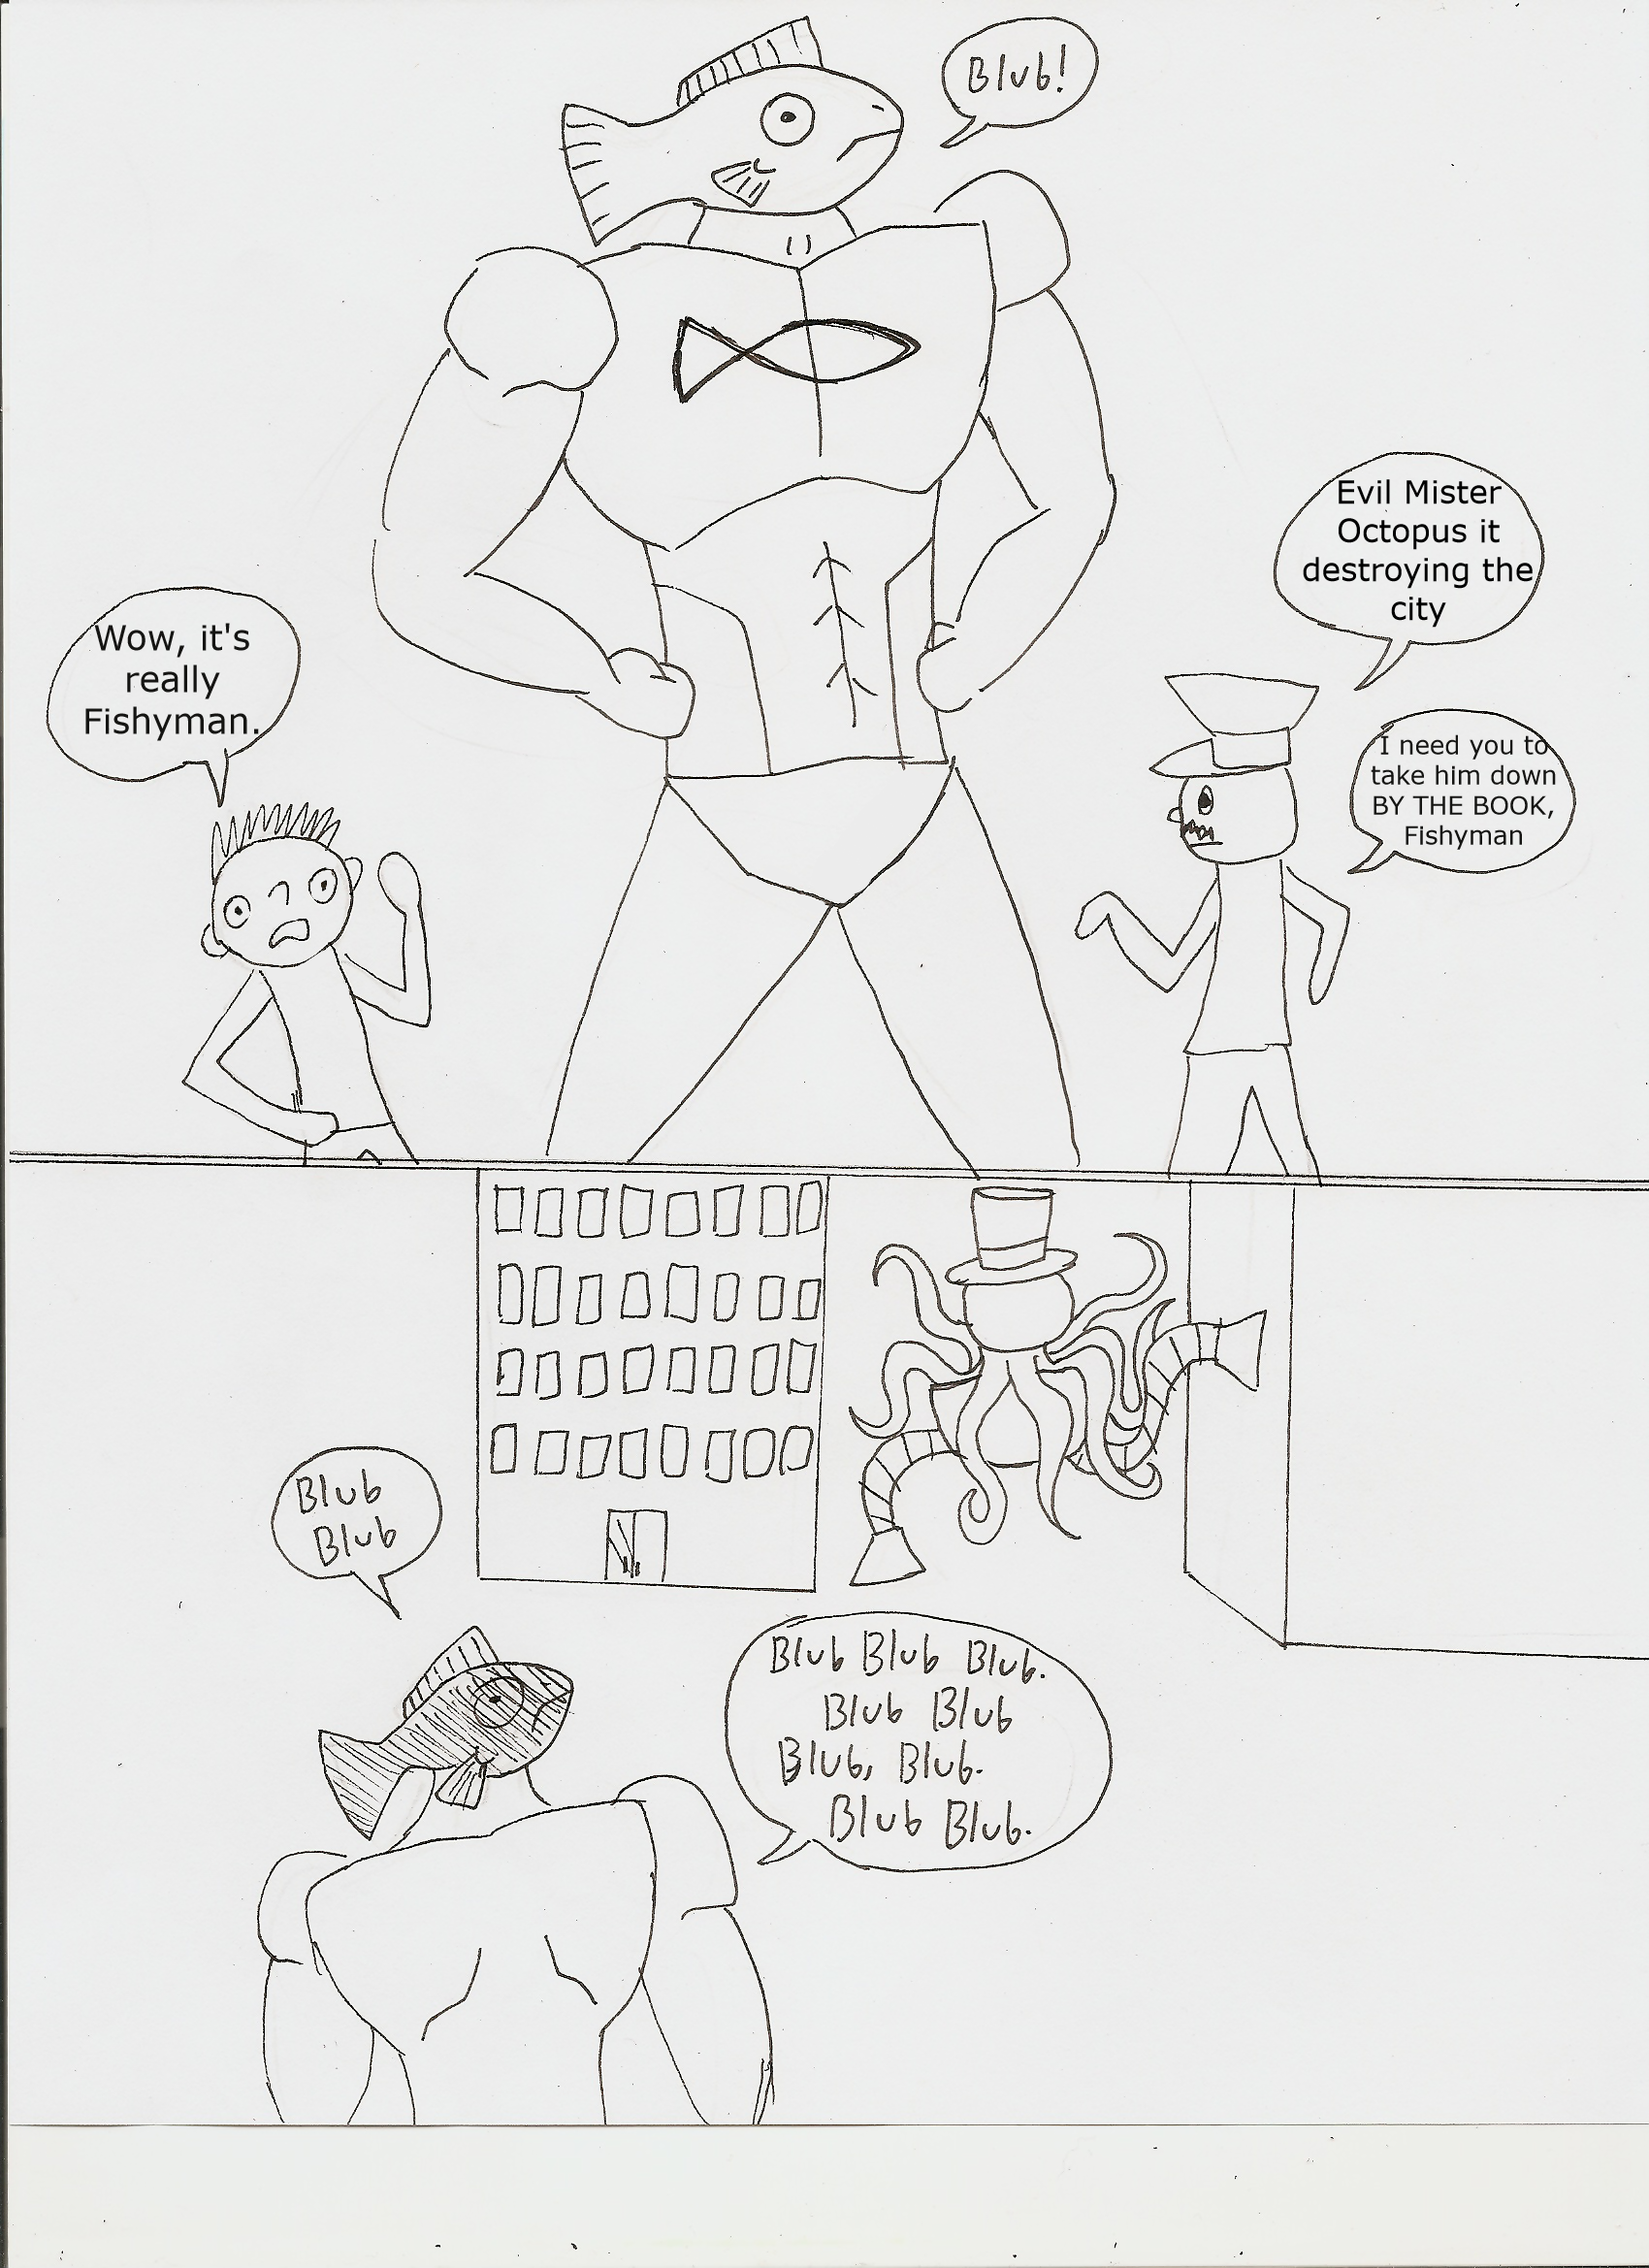 Blub!
Wow, it's
really
Fishyman.
Evil Mister
Octopus it
destroying the
city
I need you to
take him down
BY THE BOOK,
Fishyman
Blub
Blub
Blub Blub Blub.
Blub Blub
Blub, Blub.
Blub Blub.